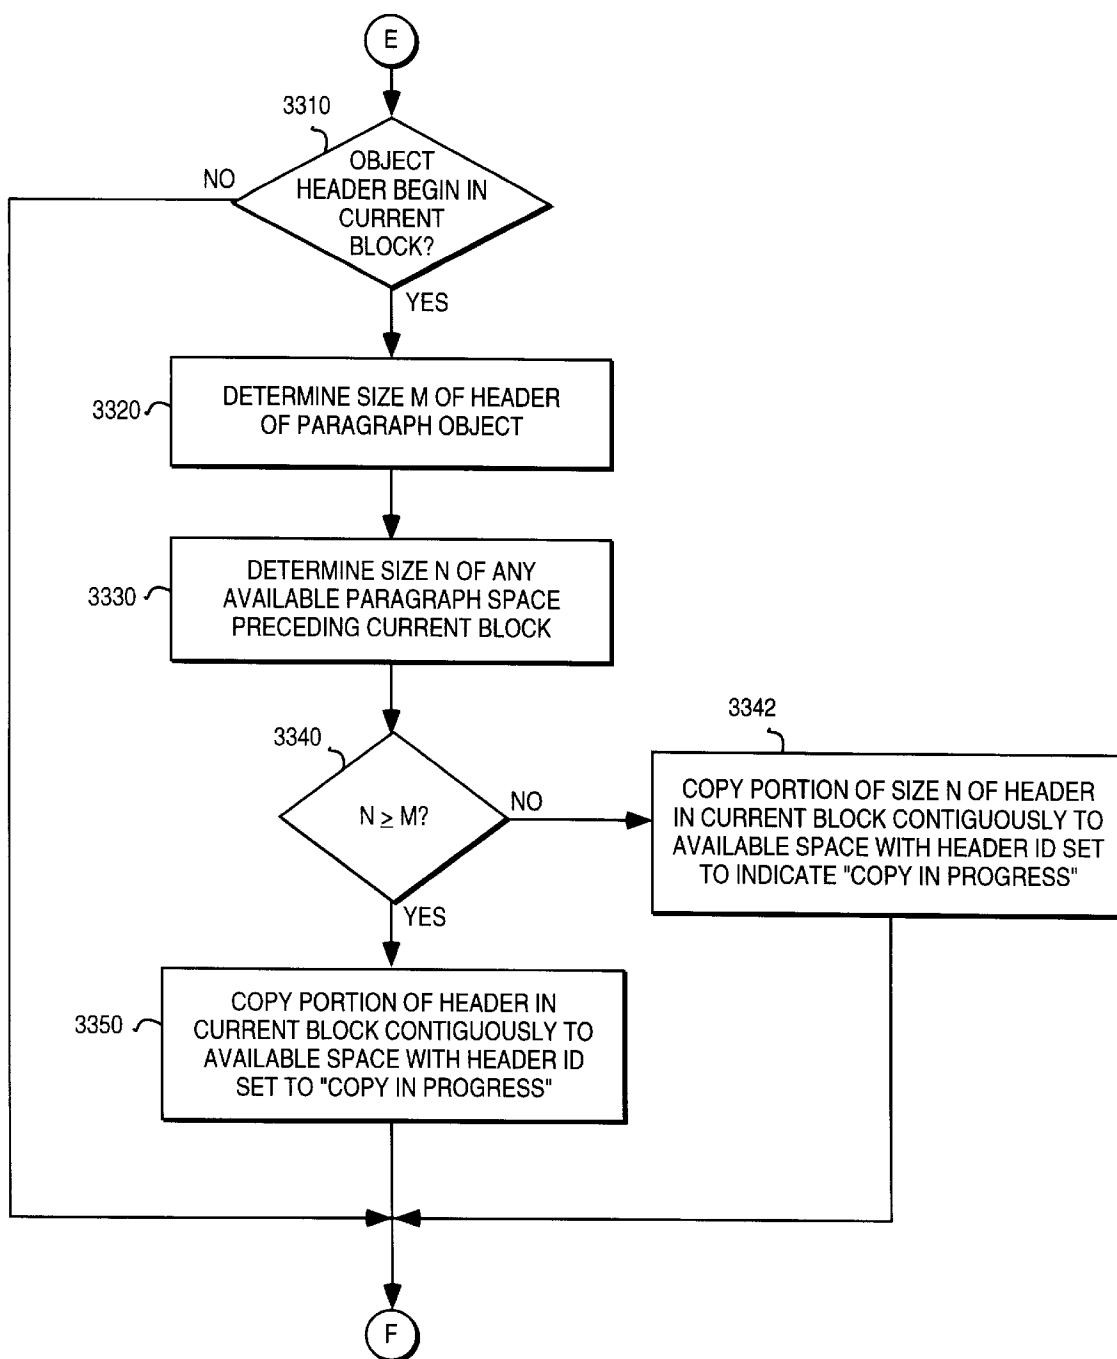 E
3310
OBJECT
HEADER BEGIN IN
CURRENT
BLOCK?
NO
YES
3320
DETERMINE SIZE M OF HEADER
OF PARAGRAPH OBJECT
3330
DETERMINE SIZE N OF ANY
AVAILABLE PARAGRAPH SPACE
PRECEDING CURRENT BLOCK
3340
N ≥ M?
NO
YES
3342
COPY PORTION OF SIZE N OF HEADER
IN CURRENT BLOCK CONTIGUOUSLY TO
AVAILABLE SPACE WITH HEADER ID SET
TO INDICATE "COPY IN PROGRESS"
3350
COPY PORTION OF HEADER IN
CURRENT BLOCK CONTIGUOUSLY TO
AVAILABLE SPACE WITH HEADER ID
SET TO "COPY IN PROGRESS"
F